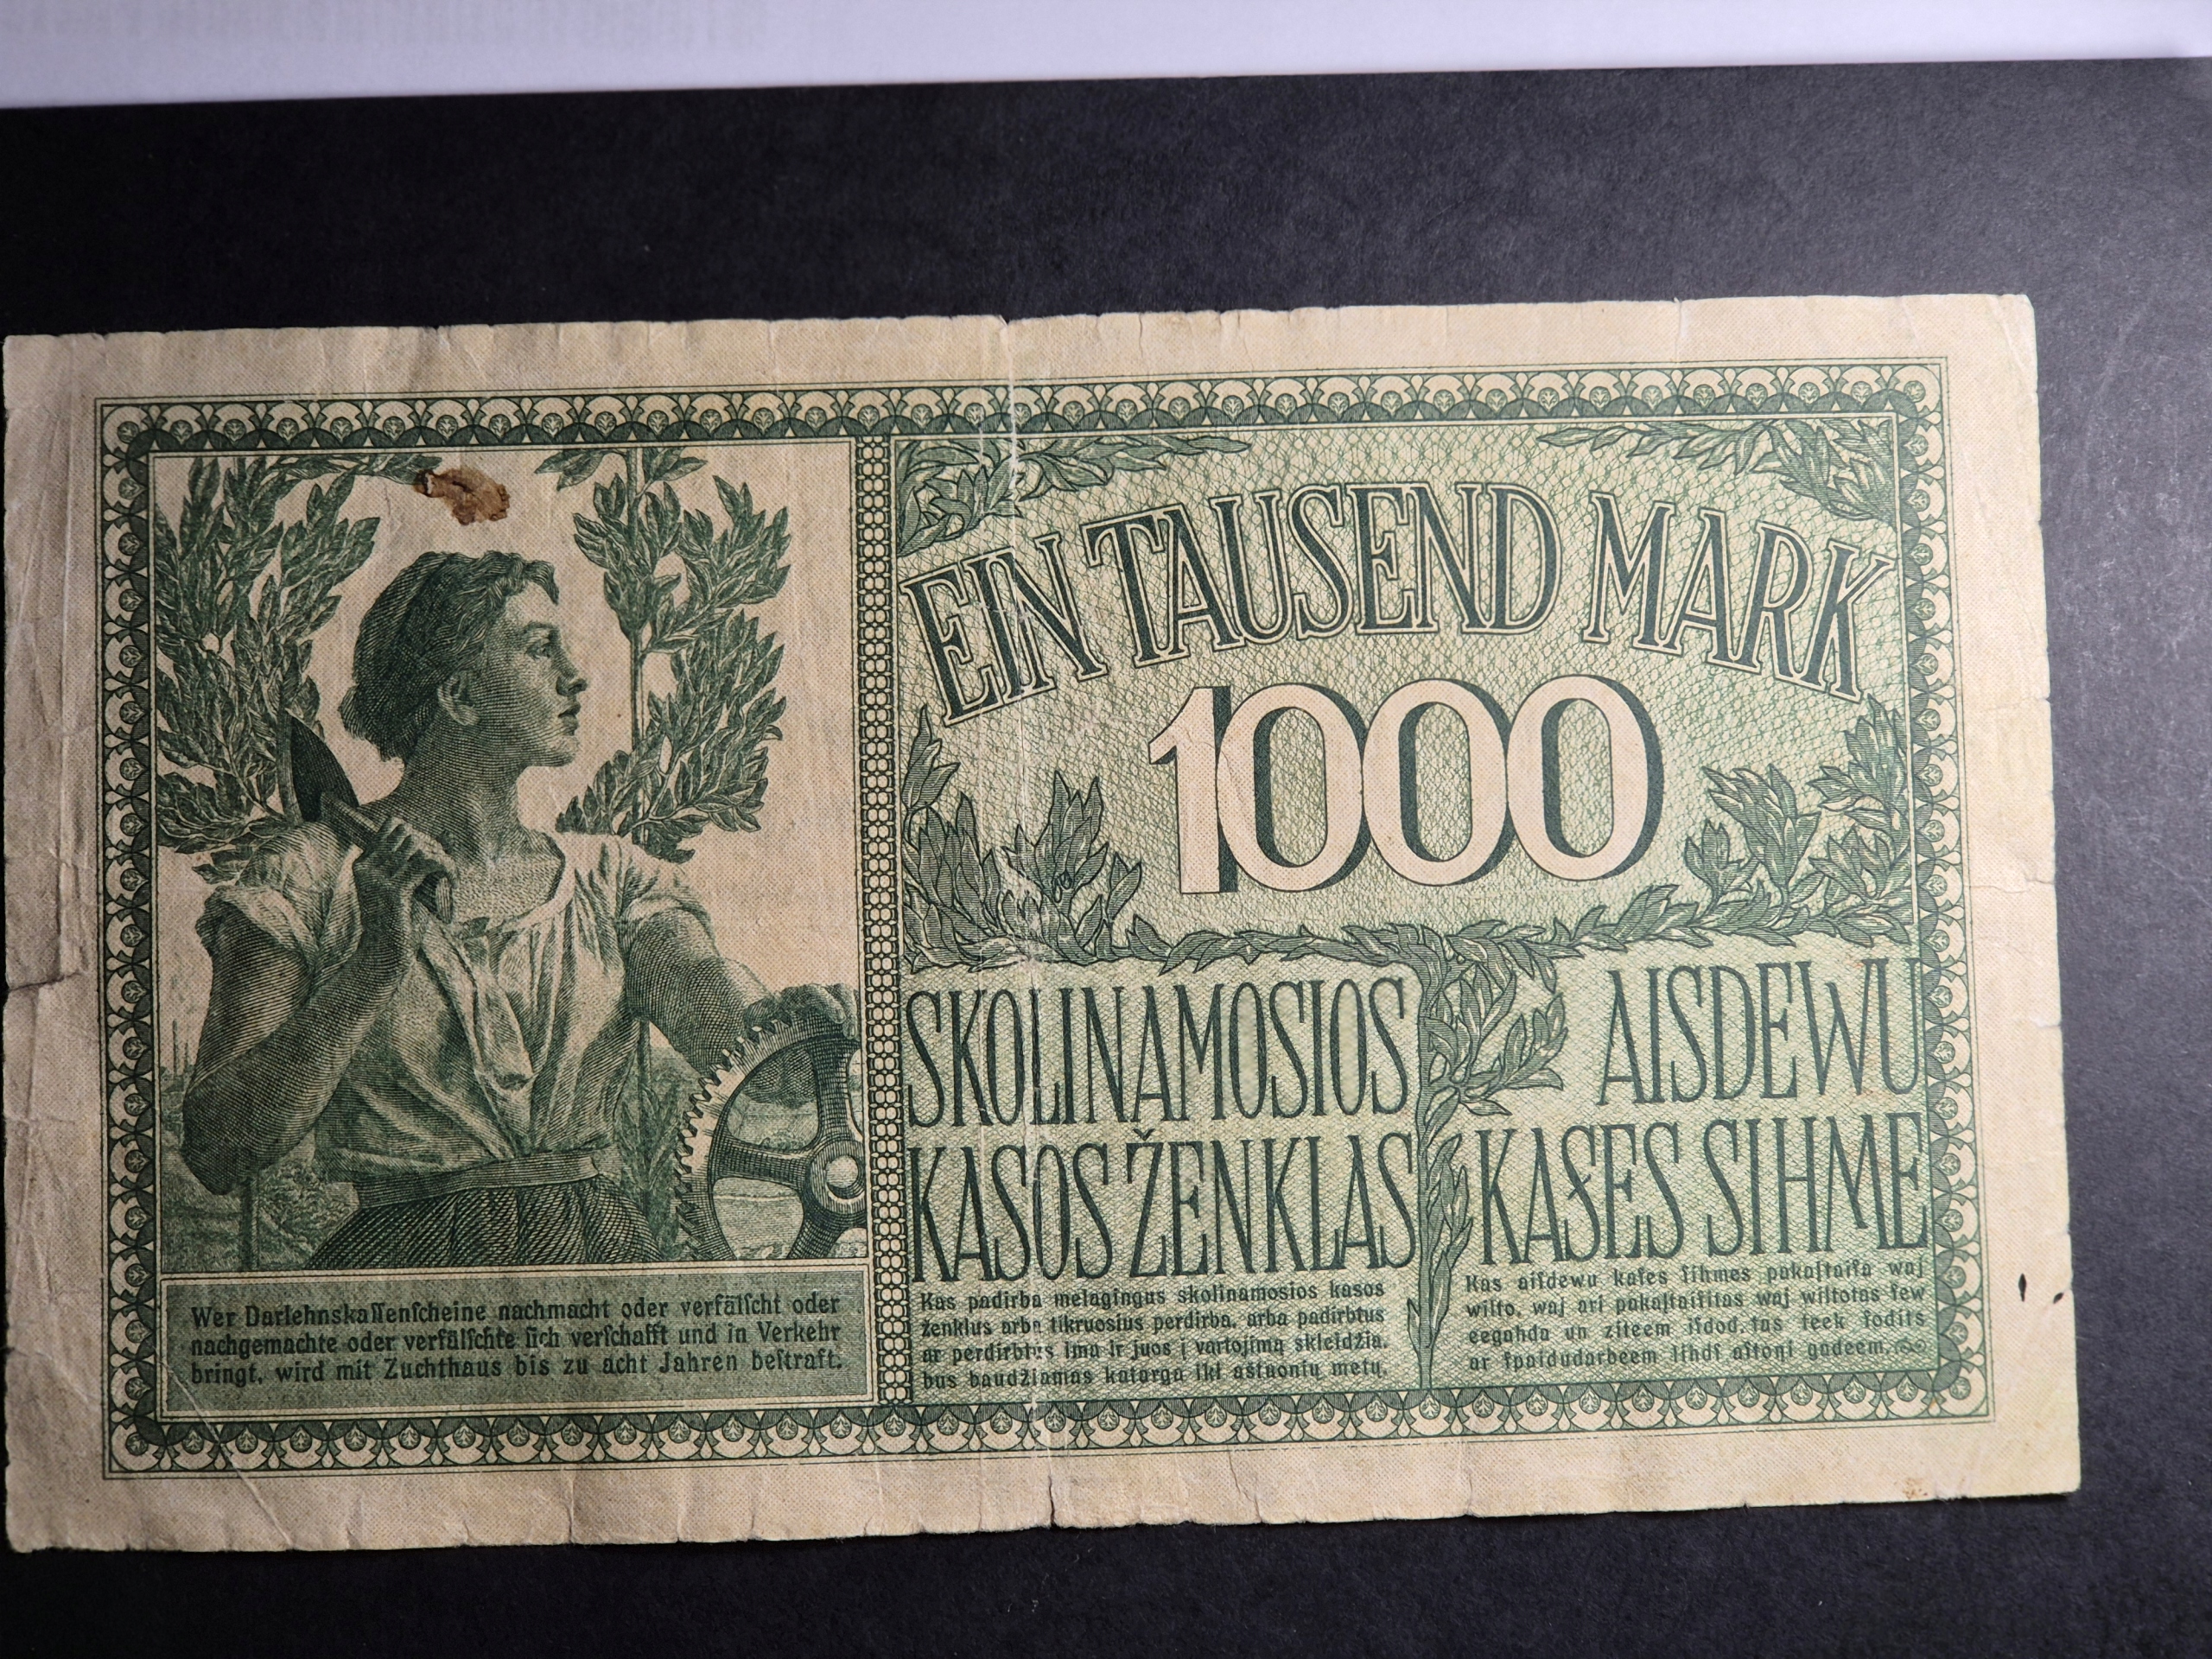 EIN TAUSEND MARK
1000
SKOLINAMOSIOS
KASOS ŽENKLAS
AISDEWU
KASES SIHME
Wer Darlehnskaſſenſcheine nachmacht oder verfälſcht oder
nachgemachte oder verfälſchte ſich verſchafft und in Verkehr
bringt, wird mit Zuchthaus bis zu acht Jahren beſtraft.
Kas padirba melagingus skolinamosios kasos
ženklus arba tikruosius perdirba, arba padirbtus
ar perdirbtus ima ir juos į vartojimą skleidžia,
bus baudžiamas katorga iki aštuonių metų.
Kas aiſdewu kaſes ſihmes pakaļtaiſa waj
wilto, waj ari pakaļtaiſitas waj wiltotas ſew
eegahda un ziteem iſdod, tas teek ſodits
ar ſpaidudarbeem lihdſ aſtoņi gadeem.